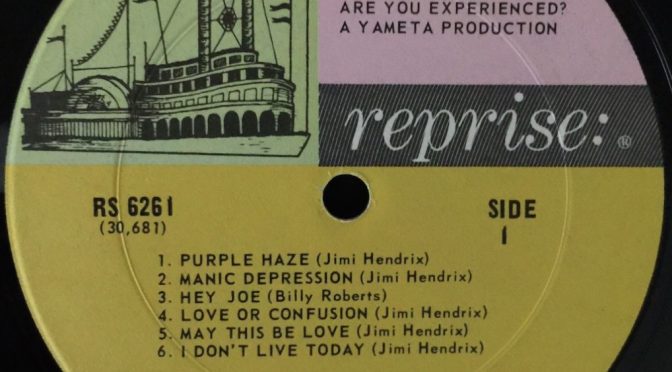 ARE YOU EXPERIENCED?
A YAMETA PRODUCTION
reprise: ®
RS 6261
(30,681)
SIDE
1
1. PURPLE HAZE (Jimi Hendrix)
2. MANIC DEPRESSION (Jimi Hendrix)
3. HEY JOE (Billy Roberts)
4. LOVE OR CONFUSION (Jimi Hendrix)
5. MAY THIS BE LOVE (Jimi Hendrix)
6. I DON'T LIVE TODAY (Jimi Hendrix)